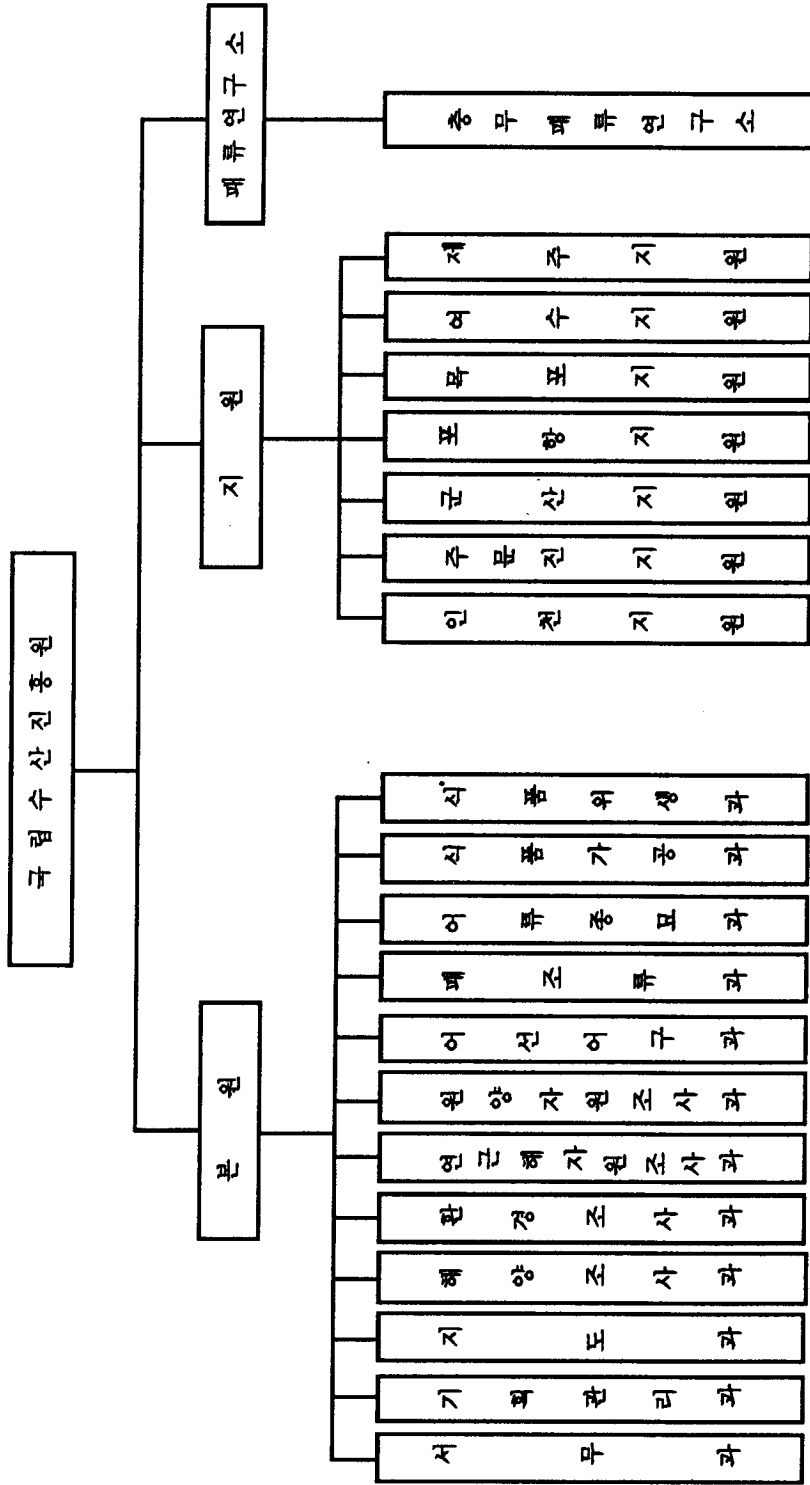 국립수산진흥원
본원
지원
패류연구소
서무과
기획관리과
지도과
해양조사과
환경조사과
연근해자원조사과
원양자원조사과
어선어구과
패조류과
어류종묘과
식품가공과
식품위생과
인천지원
주문진지원
군산지원
포항지원
목포지원
여수지원
제주지원
충무패류연구소